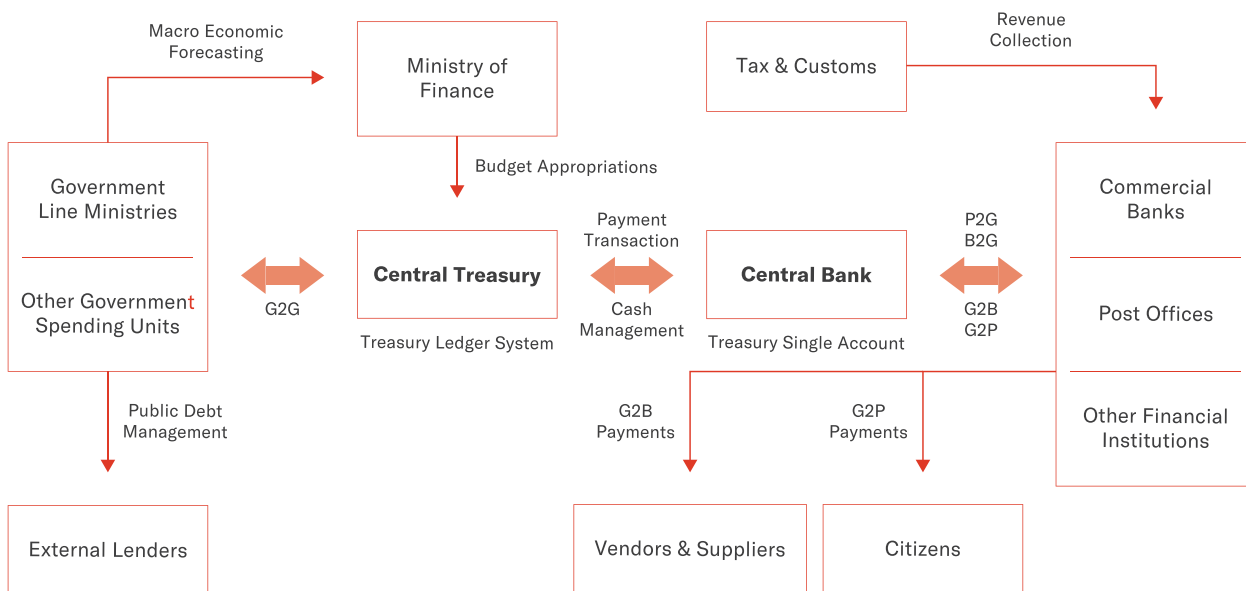 Macro Economic
Forecasting
Ministry of
Finance
Tax & Customs
Revenue
Collection
Budget Appropriations
Government
Line Ministries
Other Government
Spending Units
G2G
Central Treasury
Treasury Ledger System
Payment
Transaction
Cash
Management
Central Bank
Treasury Single Account
P2G
B2G
G2B
G2P
Commercial
Banks
Post Offices
Other Financial
Institutions
Public Debt
Management
G2B
Payments
G2P
Payments
External Lenders
Vendors & Suppliers
Citizens